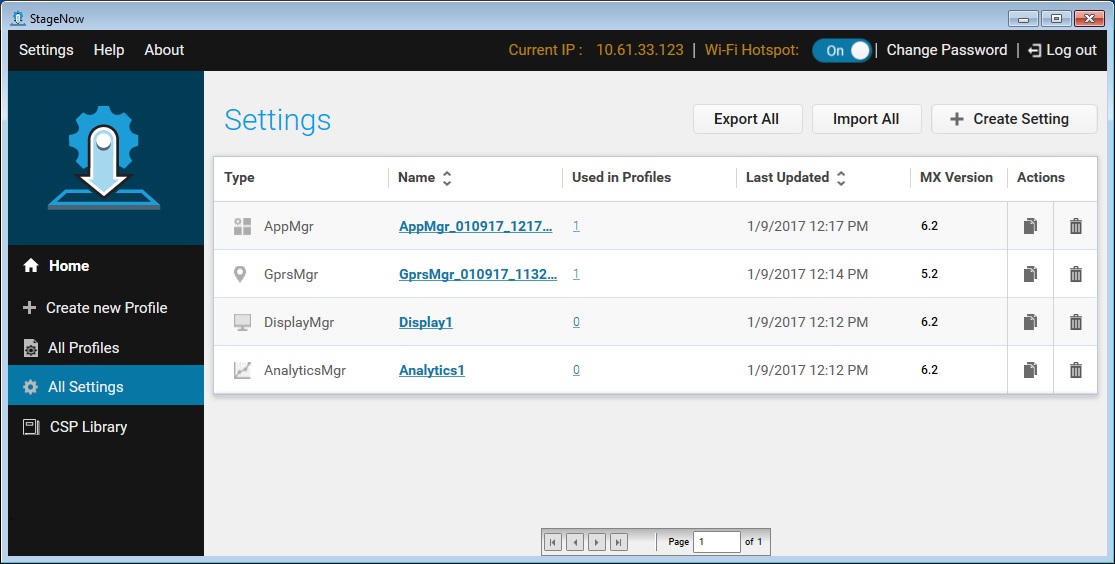 StageNow
Settings Help About Current IP : 10.61.33.123 | Wi-Fi Hotspot: On | Change Password | Log out
Settings
Export All Import All Create Setting
Type Name Used in Profiles Last Updated MX Version Actions
AppMgr AppMgr_010917_1217... 1 1/9/2017 12:17 PM 6.2
GprsMgr GprsMgr_010917_1132... 1 1/9/2017 12:14 PM 5.2
DisplayMgr Display1 0 1/9/2017 12:12 PM 6.2
AnalyticsMgr Analytics1 0 1/9/2017 12:12 PM 6.2
Home
Create new Profile
All Profiles
All Settings
CSP Library
Page 1 of 1